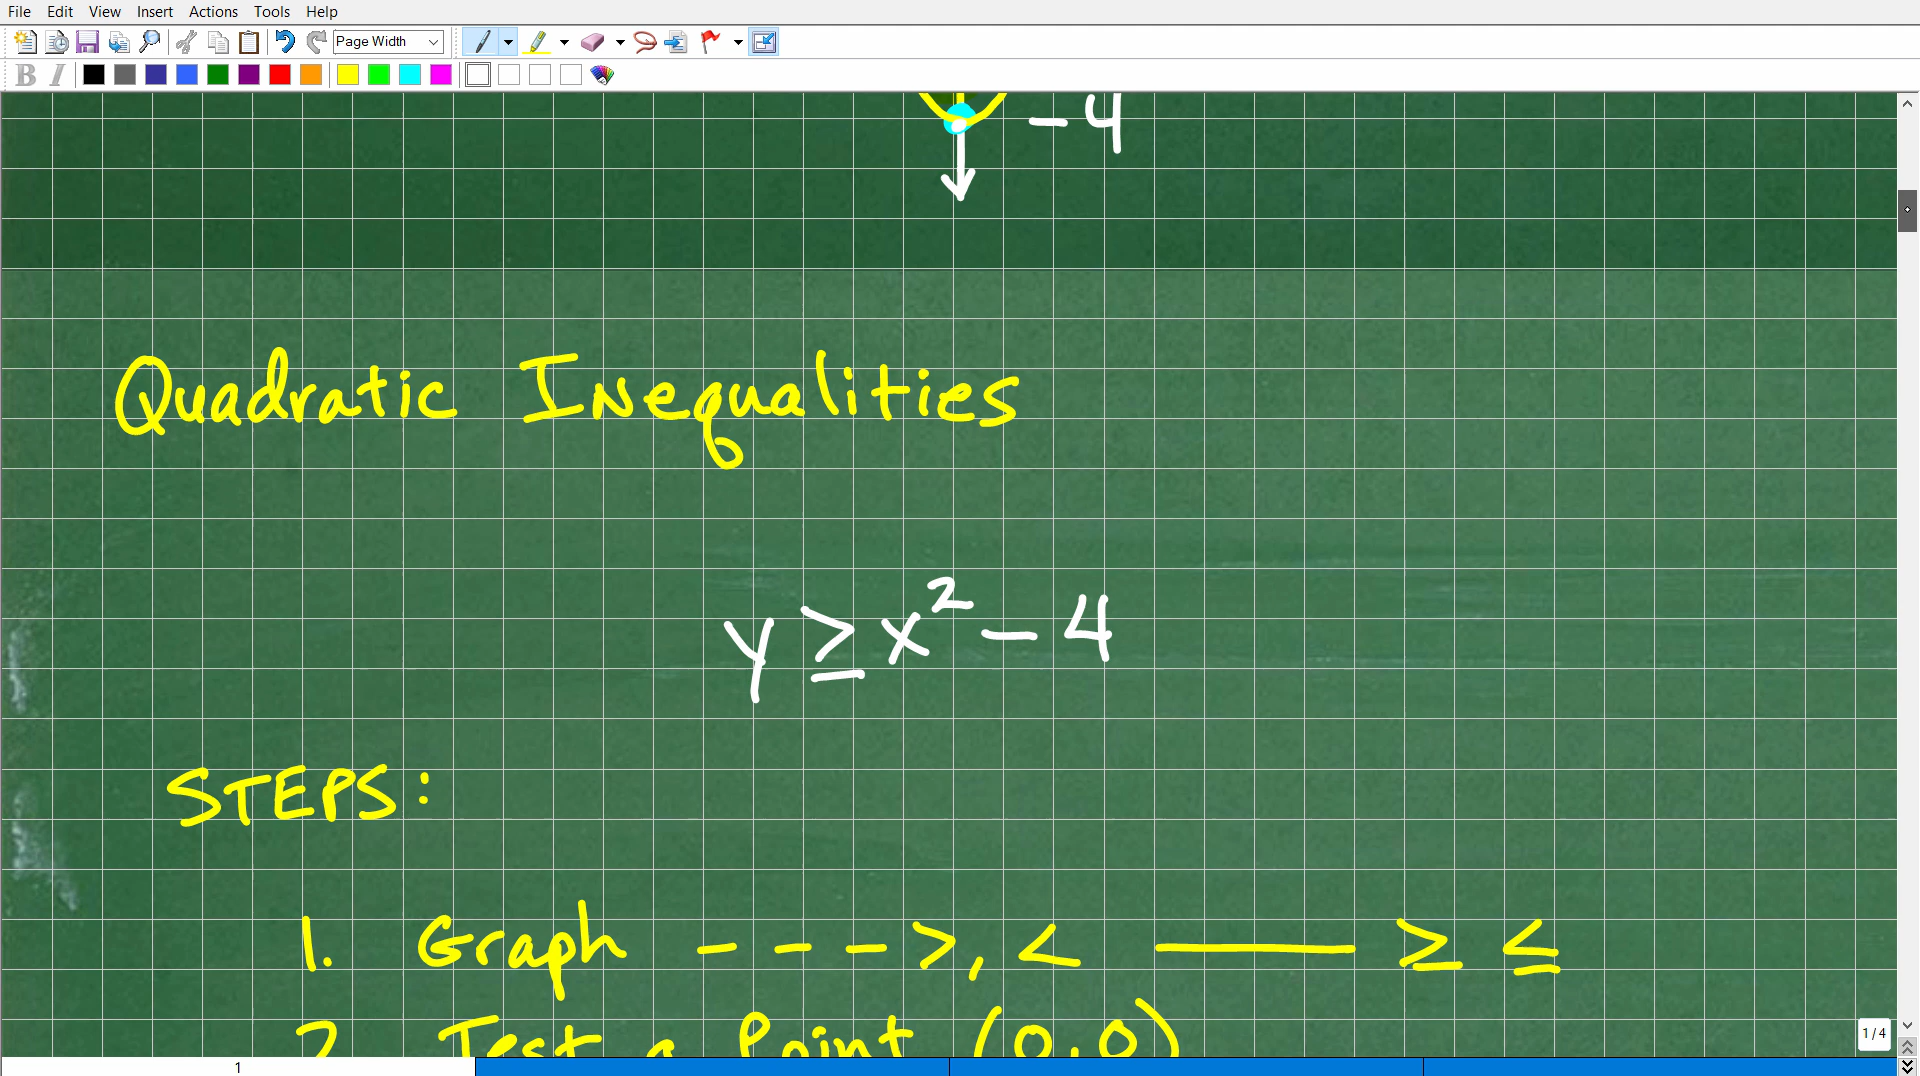 File Edit View Insert Actions Tools Help
Page Width
B I
- 4
Quadratic Inequalities
y ≥ x² - 4
STEPS:
1. Graph - - - >, < ——— ≥ ≤
2. Test a Point (0,0)
1 / 4
1